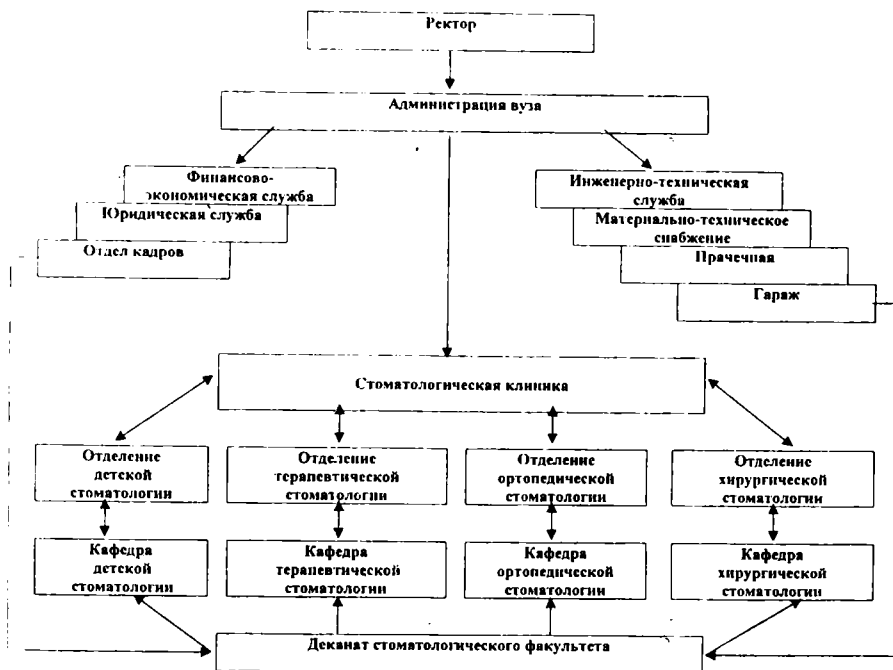 Ректор
Администрация вуза
Финансово-
экономическая служба
Юридическая служба
Отдел кадров
Инженерно-техническая
служба
Материально-техническое
снабжение
Прачечная
Гараж
Стоматологическая клиника
Отделение
детской
стоматологии
Отделение
терапевтической
стоматологии
Отделение
ортопедической
стоматологии
Отделение
хирургической
стоматологии
Кафедра
детской
стоматологии
Кафедра
терапевтической
стоматологии
Кафедра
ортопедической
стоматологии
Кафедра
хирургической
стоматологии
Деканат стоматологического факультета